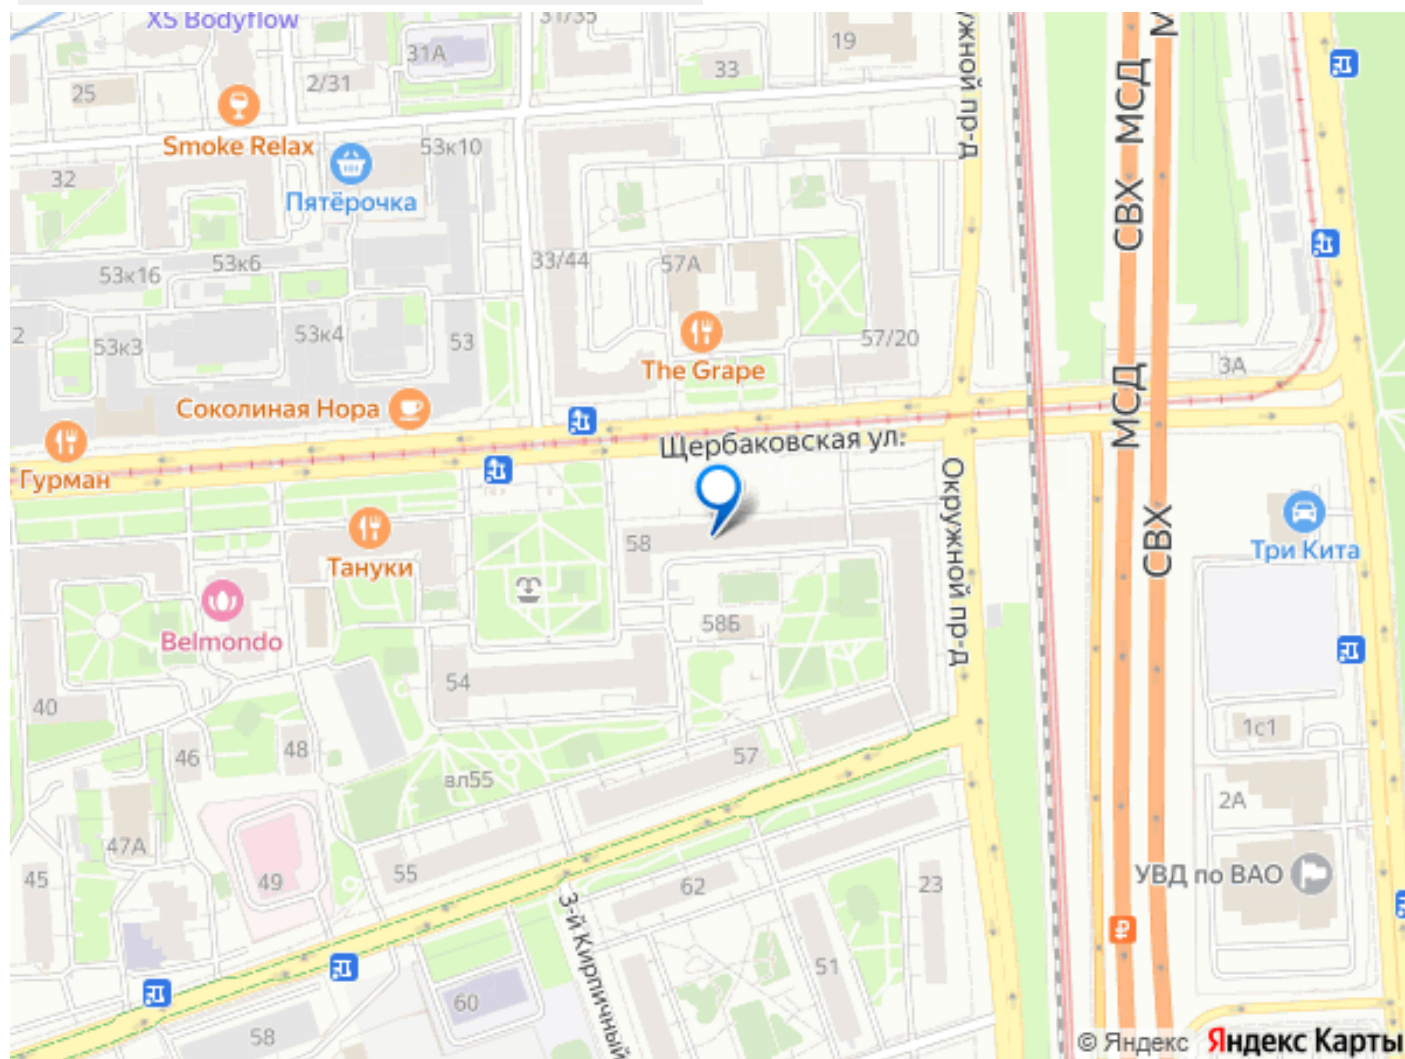 XS Bodyflow
31/35
31А
19
33
25
2/31
Smoke Relax
53к10
Окружной пр-д
МСД
СВХ
М
32
Пятёрочка
53к16
53к6
33/44
57А
2
53к3
53к4
53
57/20
The Grape
3А
МСД
Соколиная Нора
Щербаковская ул.
Гурман
СВХ
58
Тануки
Три Кита
Окружной пр-д
Belmondo
58Б
54
40
46
48
57
1с1
вл55
2А
47А
45
49
55
62
23
УВД по ВАО
₽
3-й Кирпичный
51
60
58
© Яндекс
Яндекс Карты